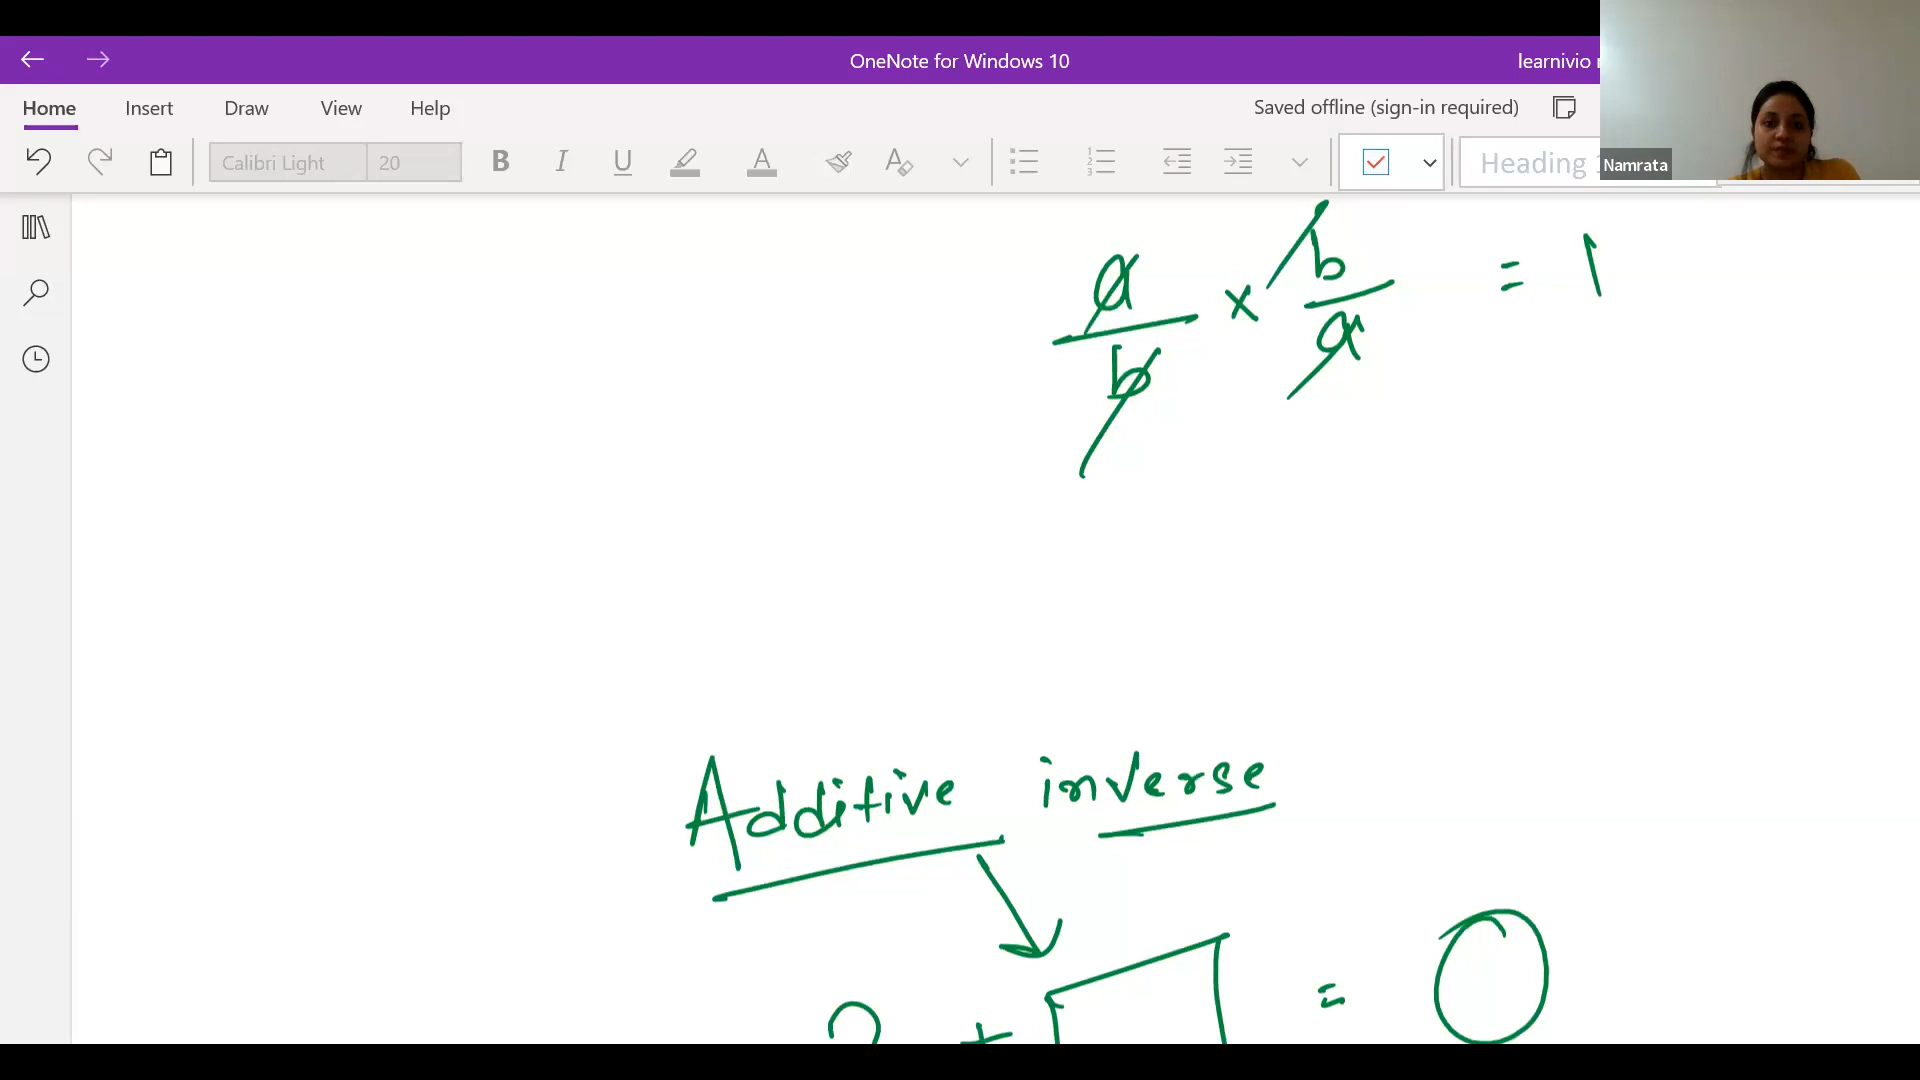 OneNote for Windows 10
learnivio
Home Insert Draw View Help
Saved offline (sign-in required)
Calibri Light 20 B I U A A
Heading
Namrata
a/b × b/a = 1
Additive inverse
+ = 0